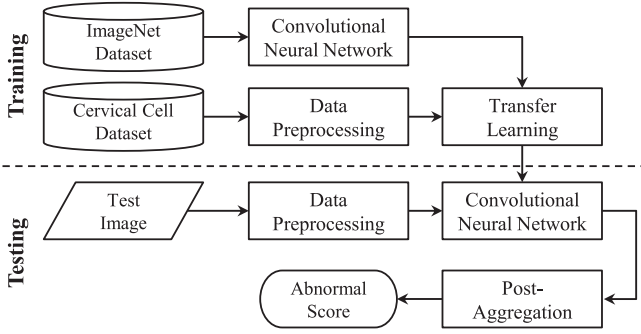 Training
ImageNet
Dataset
Convolutional
Neural Network
Cervical Cell
Dataset
Data
Preprocessing
Transfer
Learning
Testing
Test
Image
Data
Preprocessing
Convolutional
Neural Network
Abnormal
Score
Post-
Aggregation